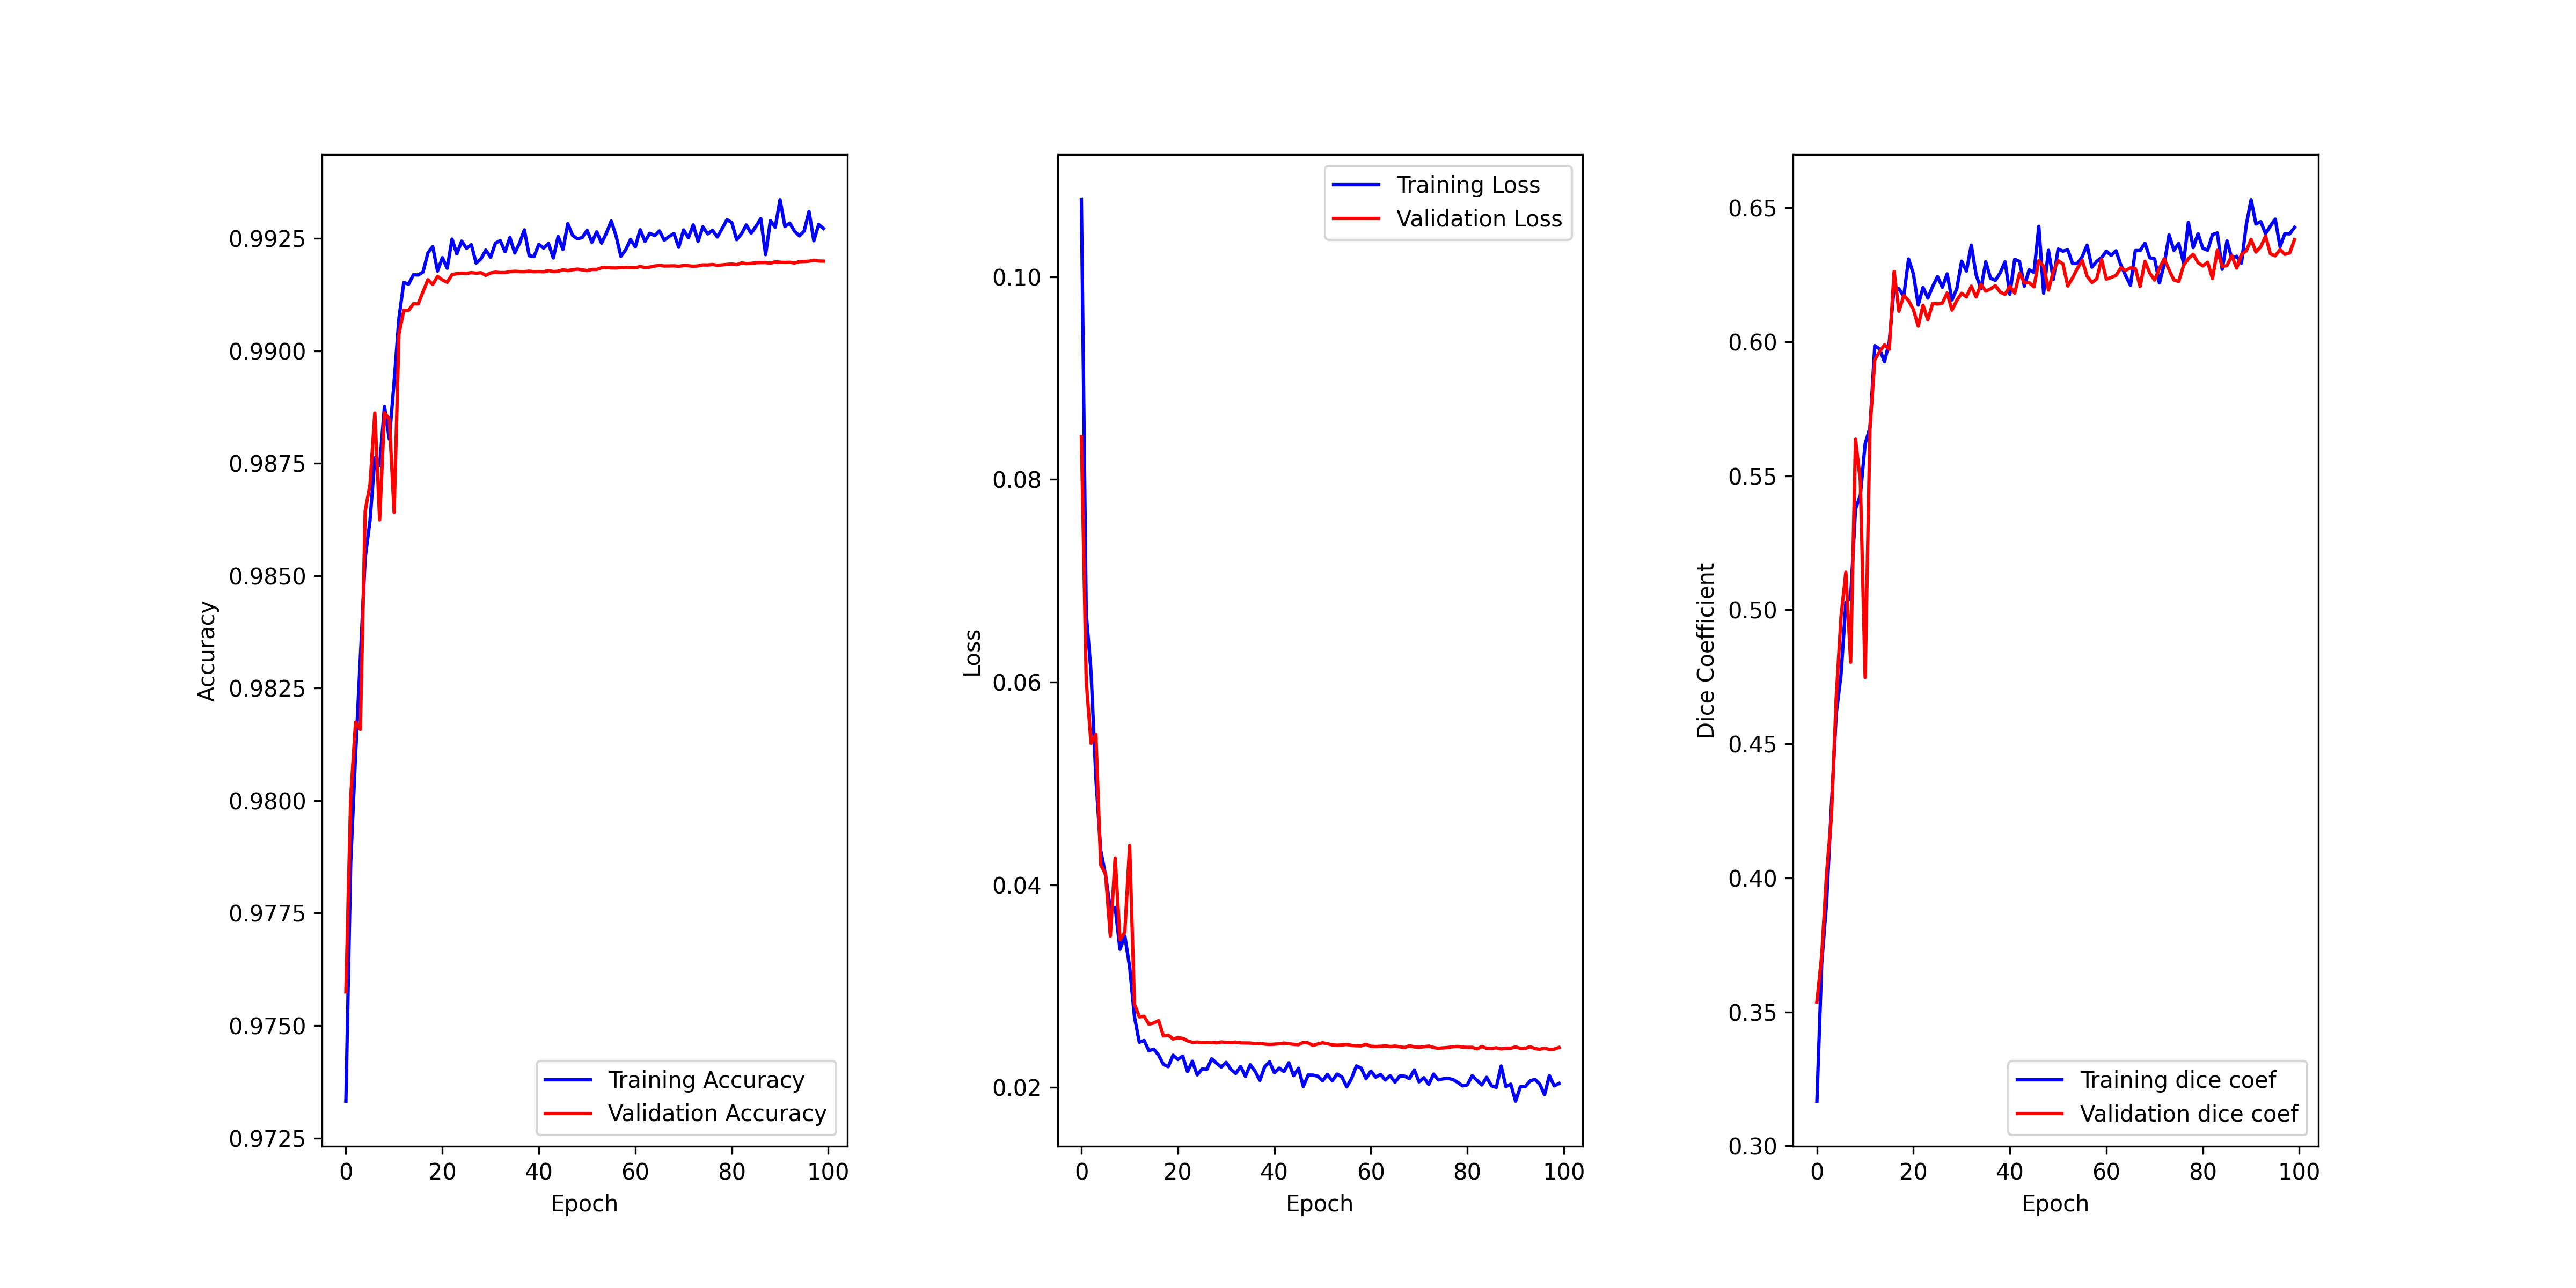 Accuracy
0.9925
0.9900
0.9875
0.9850
0.9825
0.9800
0.9775
0.9750
0.9725
Training Accuracy
Validation Accuracy
0 20 40 60 80 100
Epoch
Loss
0.10
0.08
0.06
0.04
0.02
Training Loss
Validation Loss
0 20 40 60 80 100
Epoch
Dice Coefficient
0.65
0.60
0.55
0.50
0.45
0.40
0.35
0.30
Training dice coef
Validation dice coef
0 20 40 60 80 100
Epoch